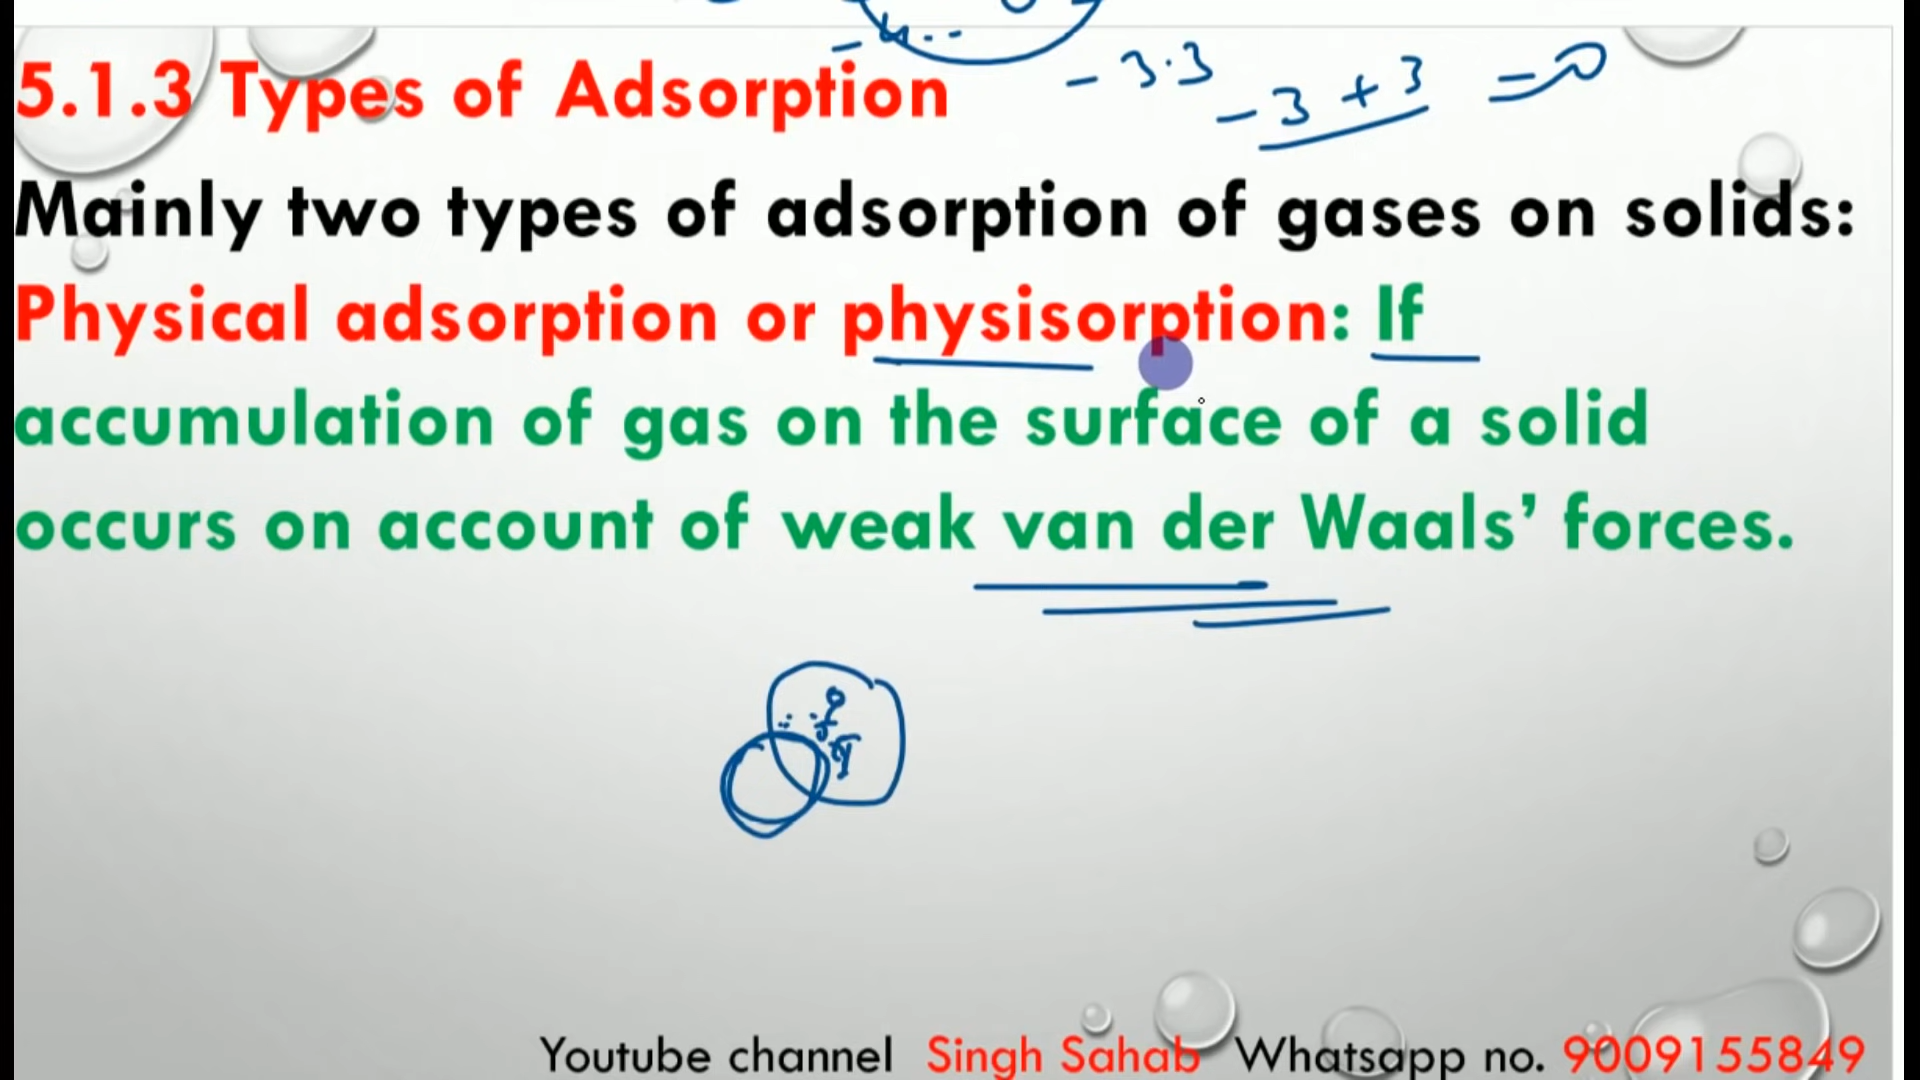 - 3.3
- 3 + 3 =
5.1.3 Types of Adsorption
Mainly two types of adsorption of gases on solids:
Physical adsorption or physisorption: If
accumulation of gas on the surface of a solid
occurs on account of weak van der Waals’ forces.
Youtube channel Singh Sahab Whatsapp no. 9009155849